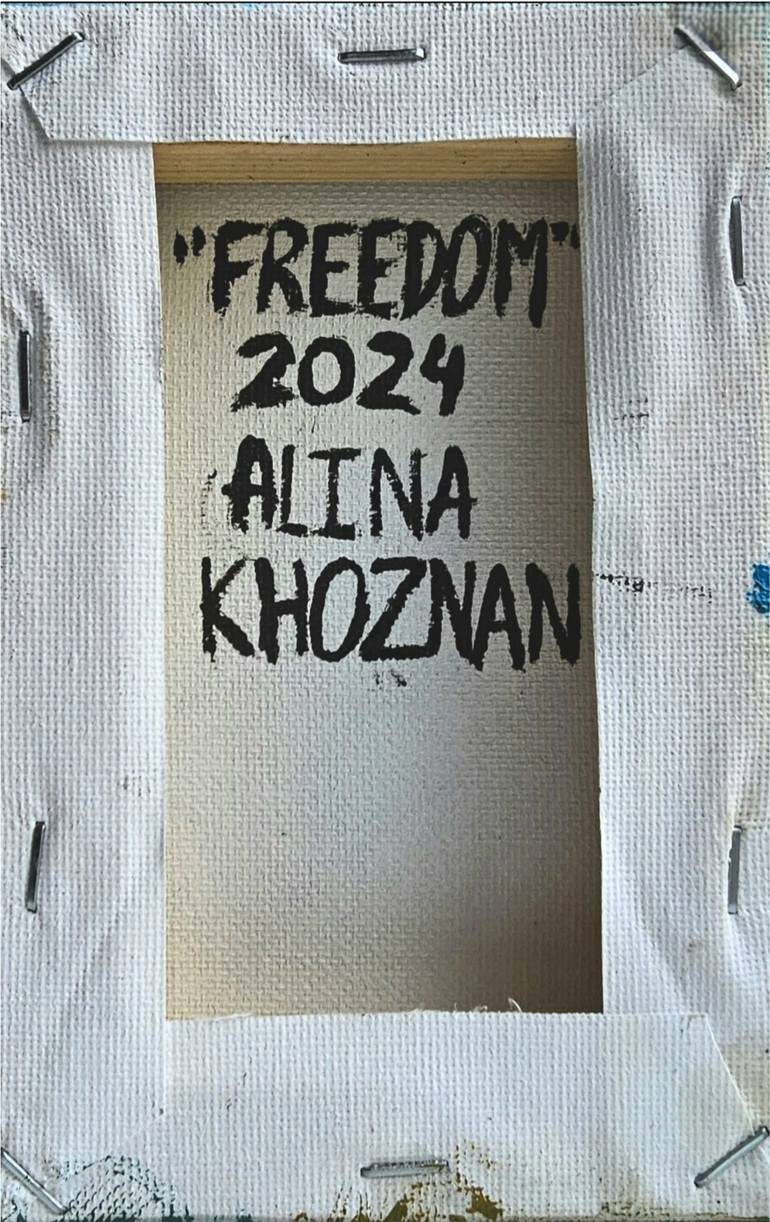 "FREEDOM"
2024
ALINA
KHOZNAN